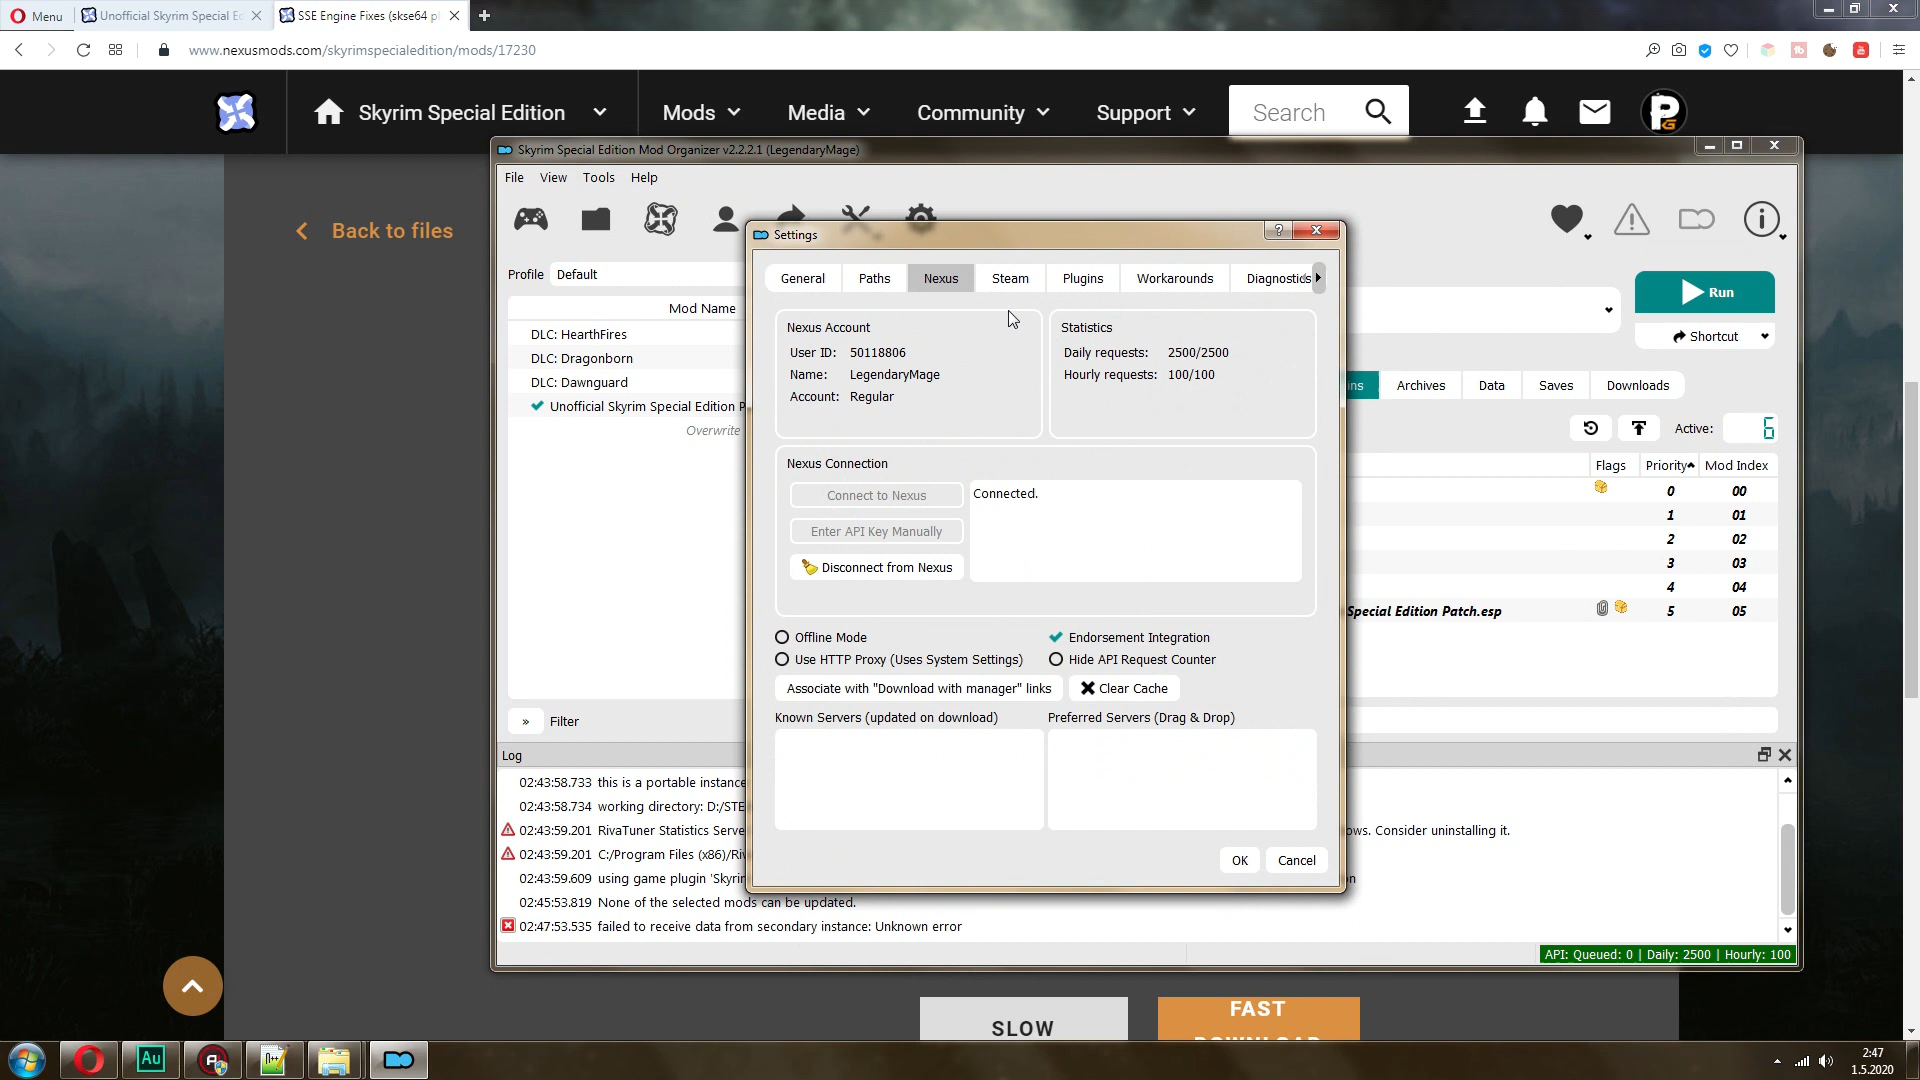 Menu
Unofficial Skyrim Special Ed
SSE Engine Fixes (skse64 pl
www.nexusmods.com/skyrimspecialedition/mods/17230
Skyrim Special Edition
Mods
Media
Community
Support
Search
Back to files
Skyrim Special Edition Mod Organizer v2.2.2.1 (LegendaryMage)
File View Tools Help
Profile Default
Mod Name
DLC: HearthFires
DLC: Dragonborn
DLC: Dawnguard
Unofficial Skyrim Special Edition P
Overwrite
» Filter
Settings
General Paths Nexus Steam Plugins Workarounds Diagnostics
Nexus Account
User ID: 50118806
Name: LegendaryMage
Account: Regular
Statistics
Daily requests: 2500/2500
Hourly requests: 100/100
Nexus Connection
Connect to Nexus
Enter API Key Manually
Disconnect from Nexus
Connected.
Offline Mode
Use HTTP Proxy (Uses System Settings)
Endorsement Integration
Hide API Request Counter
Associate with "Download with manager" links
Clear Cache
Known Servers (updated on download)
Preferred Servers (Drag & Drop)
OK Cancel
Run
Shortcut
ins Archives Data Saves Downloads
Active: 6
Flags Priority Mod Index
0 00
1 01
2 02
3 03
4 04
Special Edition Patch.esp 5 05
Log
02:43:58.733 this is a portable instance
02:43:58.734 working directory: D:/STE
02:43:59.201 RivaTuner Statistics Serve
ows. Consider uninstalling it.
02:43:59.201 C:/Program Files (x86)/Riv
02:43:59.609 using game plugin 'Skyrin
on
02:45:53.819 None of the selected mods can be updated.
02:47:53.535 failed to receive data from secondary instance: Unknown error
API: Queued: 0 | Daily: 2500 | Hourly: 100
SLOW
FAST
DOWNLOAD
Au
2:47
1.5.2020